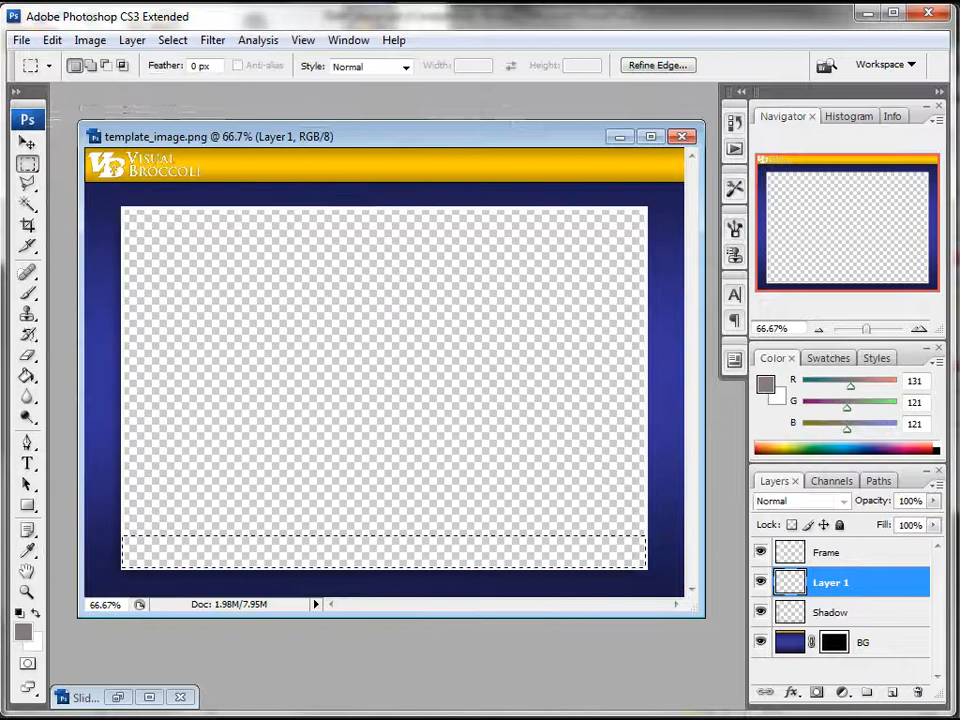 Ps Adobe Photoshop CS3 Extended
File Edit Image Layer Select Filter Analysis View Window Help
Feather: 0 px Anti-alias Style: Normal Width: Height: Refine Edge... Workspace
Ps
template_image.png @ 66.7% (Layer 1, RGB/8)
VB VISUAL
BROCCOLI
66.67% Doc: 1.98M/7.95M
Slid...
Navigator Histogram Info
66.67%
Color Swatches Styles
R 131
G 121
B 121
Layers Channels Paths
Normal Opacity: 100%
Lock: Fill: 100%
Frame
Layer 1
Shadow
BG